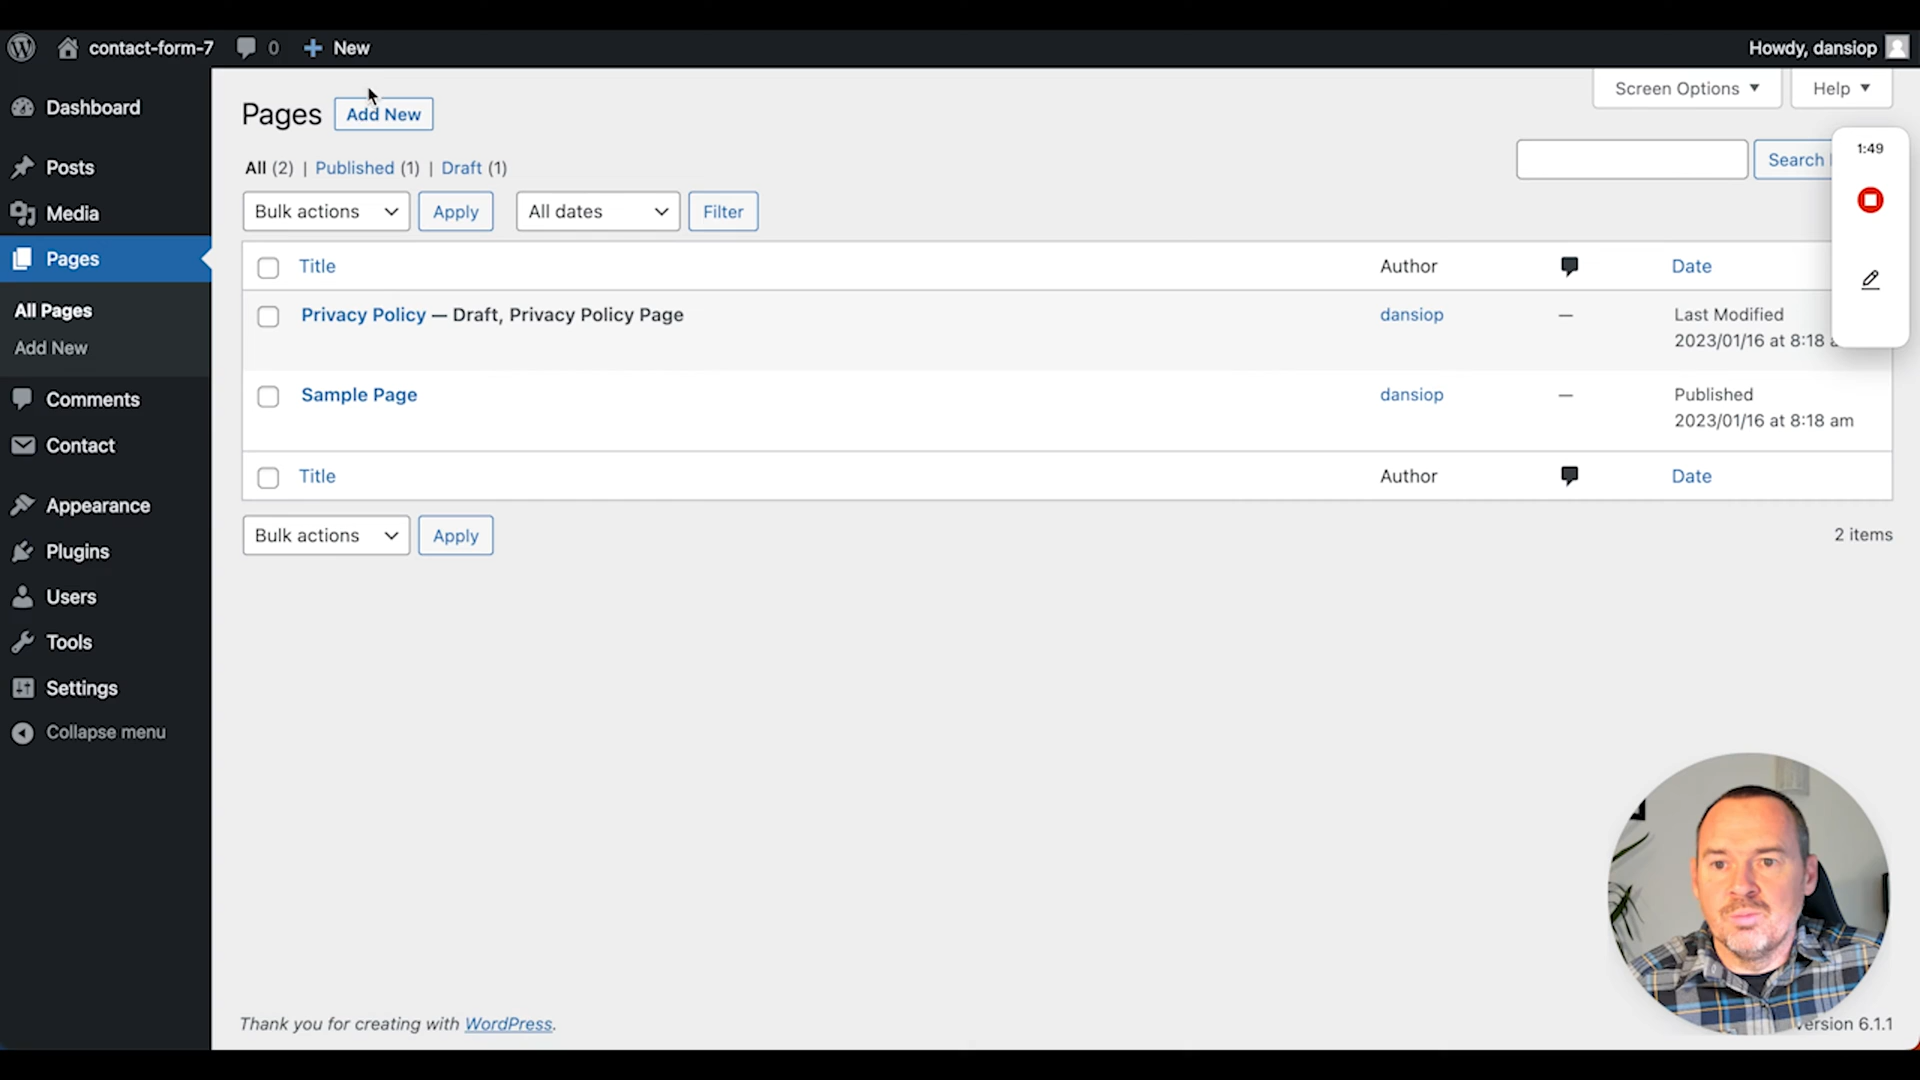 contact-form-7 0 New Howdy, dansiop
Dashboard
Posts
Media
Pages
All Pages
Add New
Comments
Contact
Appearance
Plugins
Users
Tools
Settings
Collapse menu
Screen Options Help
Pages Add New
All (2) | Published (1) | Draft (1)
Search
Bulk actions Apply All dates Filter
Title Author Date
Privacy Policy — Draft, Privacy Policy Page dansiop — Last Modified
2023/01/16 at 8:18 a
Sample Page dansiop — Published
2023/01/16 at 8:18 am
Title Author Date
Bulk actions Apply 2 items
1:49
Thank you for creating with WordPress. Version 6.1.1